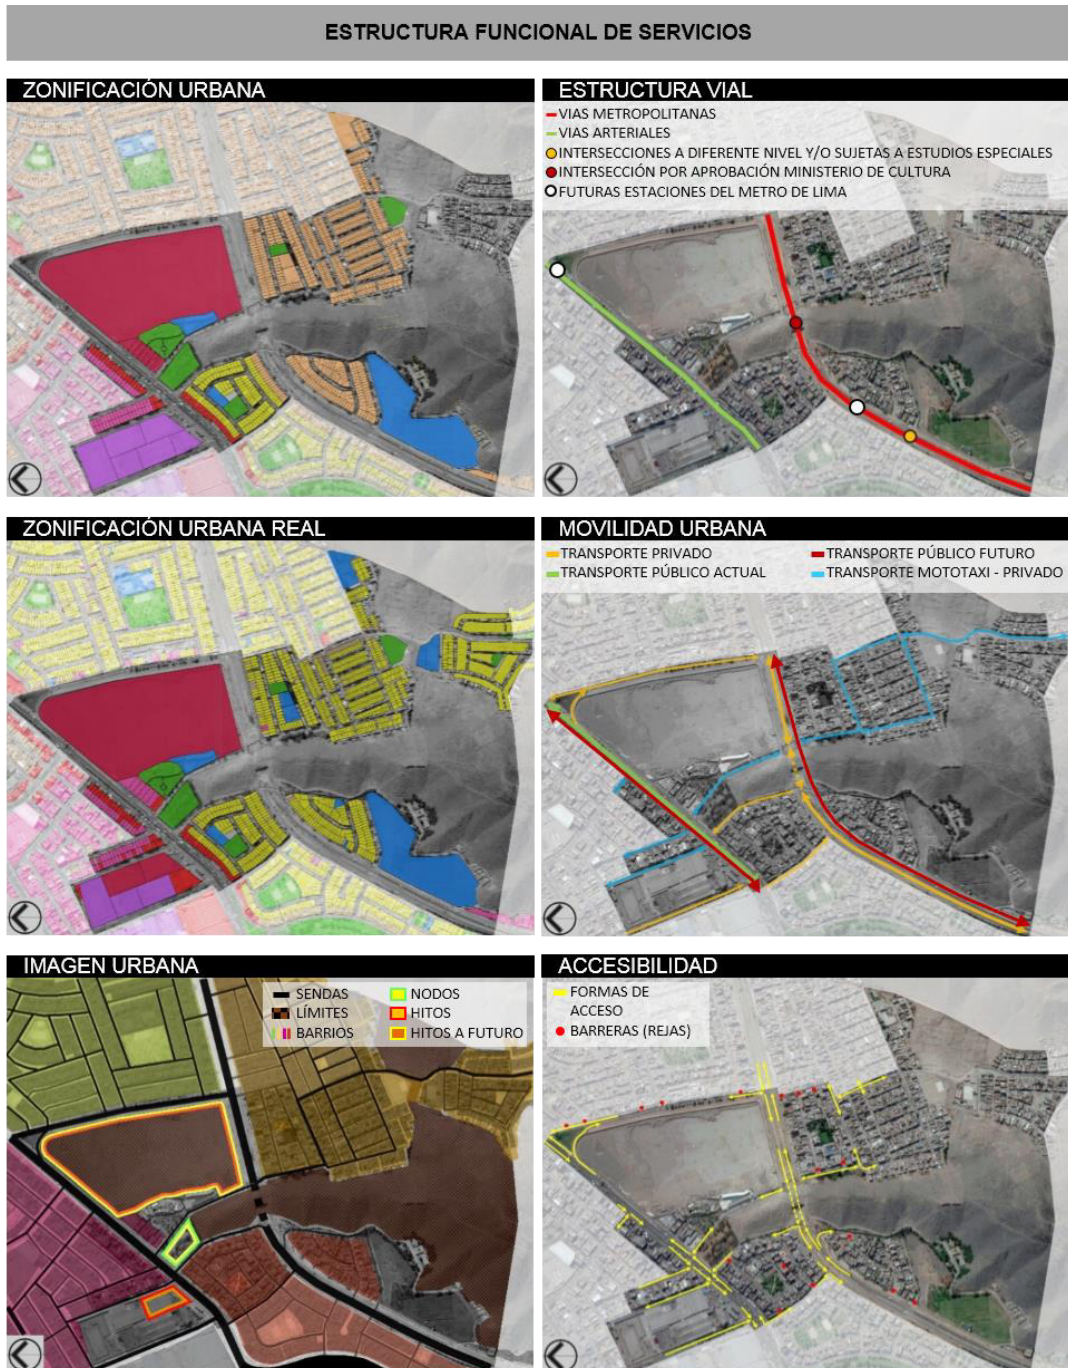 ESTRUCTURA FUNCIONAL DE SERVICIOS
ZONIFICACIÓN URBANA
ESTRUCTURA VIAL
VIAS METROPOLITANAS
VIAS ARTERIALES
INTERSECCIONES A DIFERENTE NIVEL Y/O SUJETAS A ESTUDIOS ESPECIALES
INTERSECCIÓN POR APROBACIÓN MINISTERIO DE CULTURA
FUTURAS ESTACIONES DEL METRO DE LIMA
ZONIFICACIÓN URBANA REAL
MOVILIDAD URBANA
TRANSPORTE PRIVADO
TRANSPORTE PÚBLICO FUTURO
TRANSPORTE PÚBLICO ACTUAL
TRANSPORTE MOTOTAXI - PRIVADO
IMAGEN URBANA
SENDAS
NODOS
LÍMITES
HITOS
BARRIOS
HITOS A FUTURO
ACCESIBILIDAD
FORMAS DE
ACCESO
BARRERAS (REJAS)